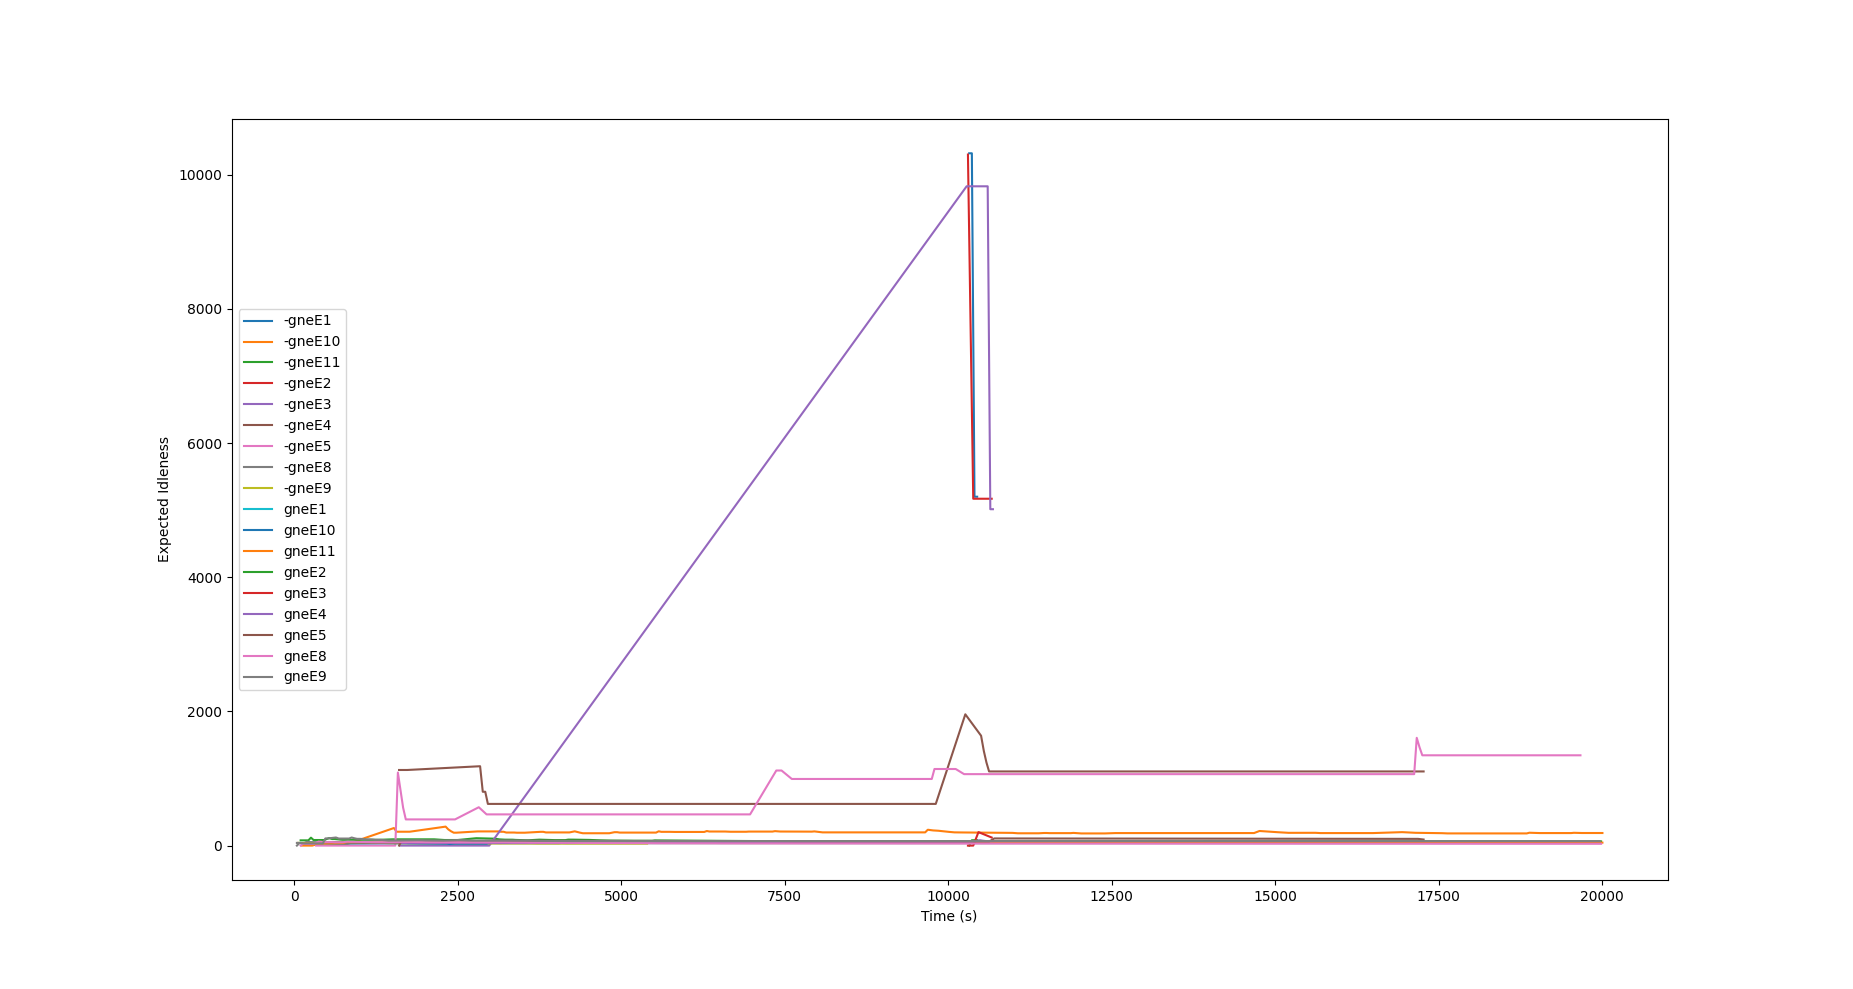 10000
8000
6000
4000
2000
0
Expected Idleness
-gneE1
-gneE10
-gneE11
-gneE2
-gneE3
-gneE4
-gneE5
-gneE8
-gneE9
gneE1
gneE10
gneE11
gneE2
gneE3
gneE4
gneE5
gneE8
gneE9
0 2500 5000 7500 10000 12500 15000 17500 20000
Time (s)